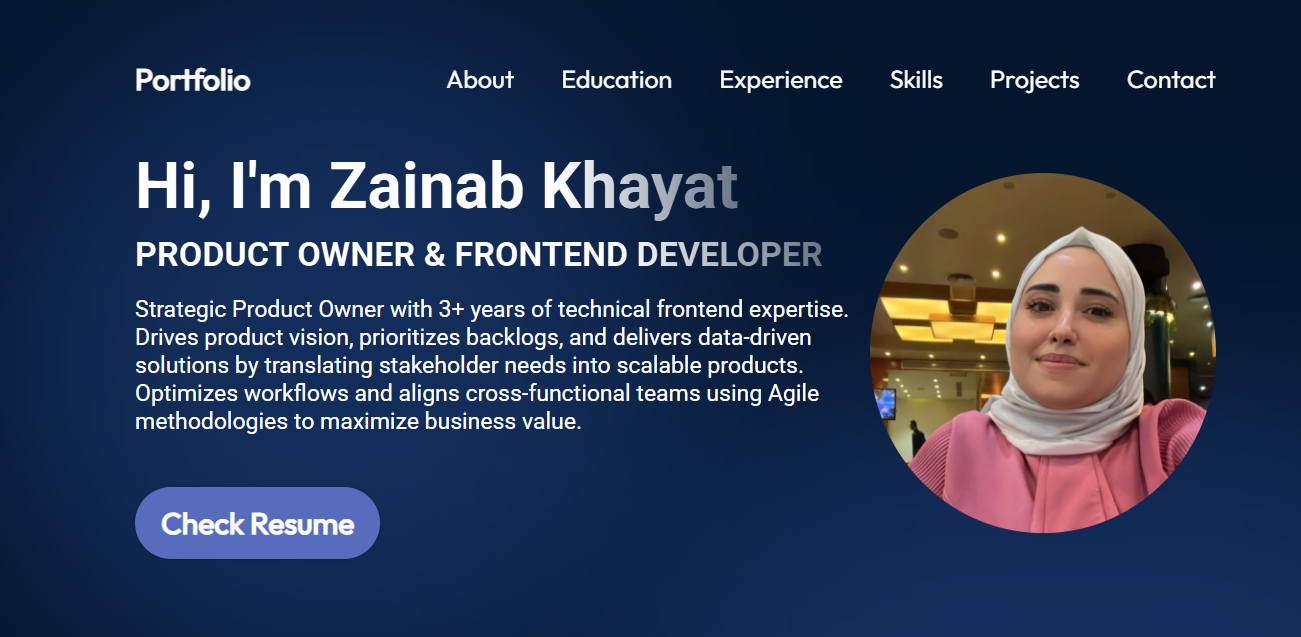 Portfolio
About Education Experience Skills Projects Contact
Hi, I'm Zainab Khayat
PRODUCT OWNER & FRONTEND DEVELOPER
Strategic Product Owner with 3+ years of technical frontend expertise.
Drives product vision, prioritizes backlogs, and delivers data-driven
solutions by translating stakeholder needs into scalable products.
Optimizes workflows and aligns cross-functional teams using Agile
methodologies to maximize business value.
Check Resume